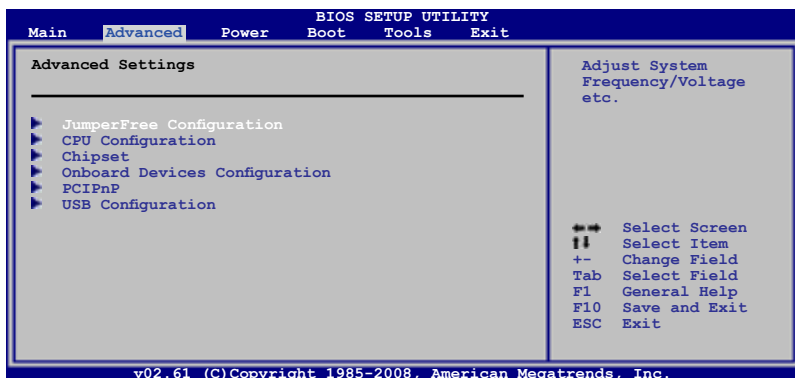 BIOS SETUP UTILITY
Main Advanced Power Boot Tools Exit
Advanced Settings
JumperFree Configuration
CPU Configuration
Chipset
Onboard Devices Configuration
PCIPnP
USB Configuration
Adjust System
Frequency/Voltage
etc.
←→ Select Screen
↑↓ Select Item
+- Change Field
Tab Select Field
F1 General Help
F10 Save and Exit
ESC Exit
v02.61 (C)Copyright 1985-2008, American Megatrends, Inc.